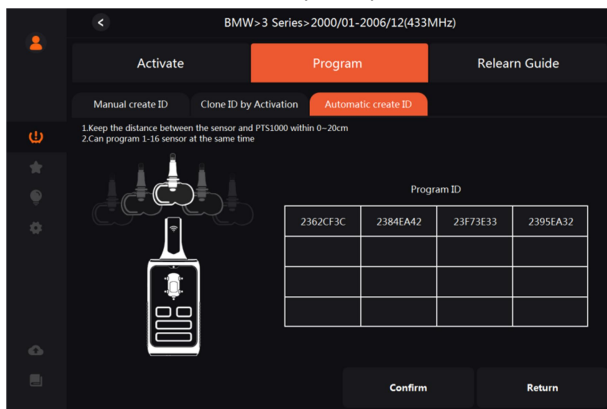 BMW>3 Series>2000/01-2006/12(433MHz)
Activate
Program
Relearn Guide
Manual create ID
Clone ID by Activation
Automatic create ID
1.Keep the distance between the sensor and PTS1000 within 0~20cm
2.Can program 1-16 sensor at the same time
Program ID
2362CF3C 2384EA42 23F73E33 2395EA32
Confirm
Return